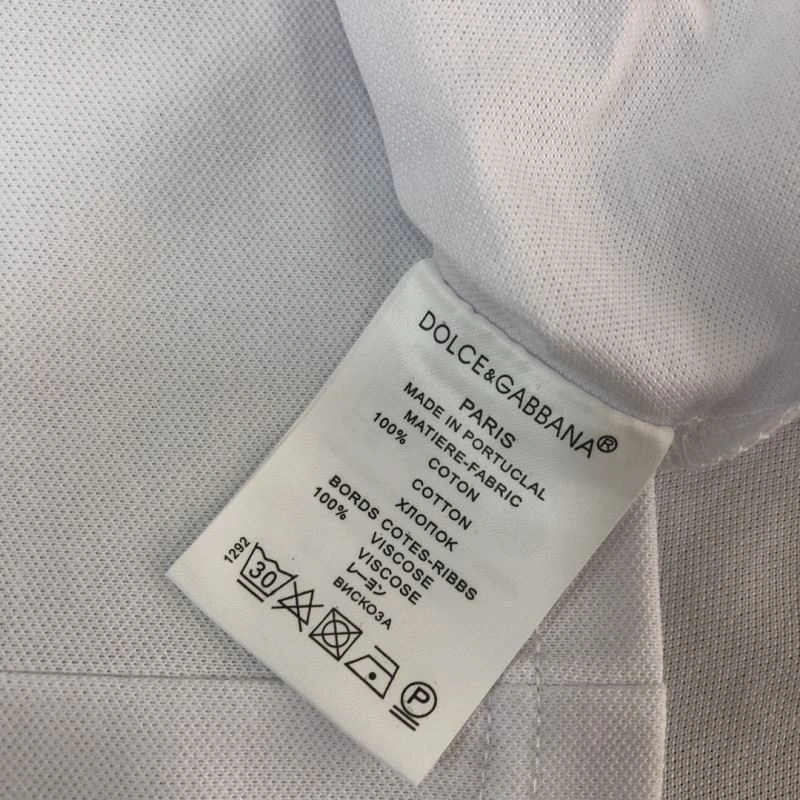 DOLCE&GABBANA®
PARIS
MADE IN PORTUCLAL
MATIERE-FABRIC
100% COTON
COTTON
ХЛОПОК
BORDS COTES-RIBBS
100% VISCOSE
VISCOSE
レーヨン
ВИСКОЗА
1292
30
P